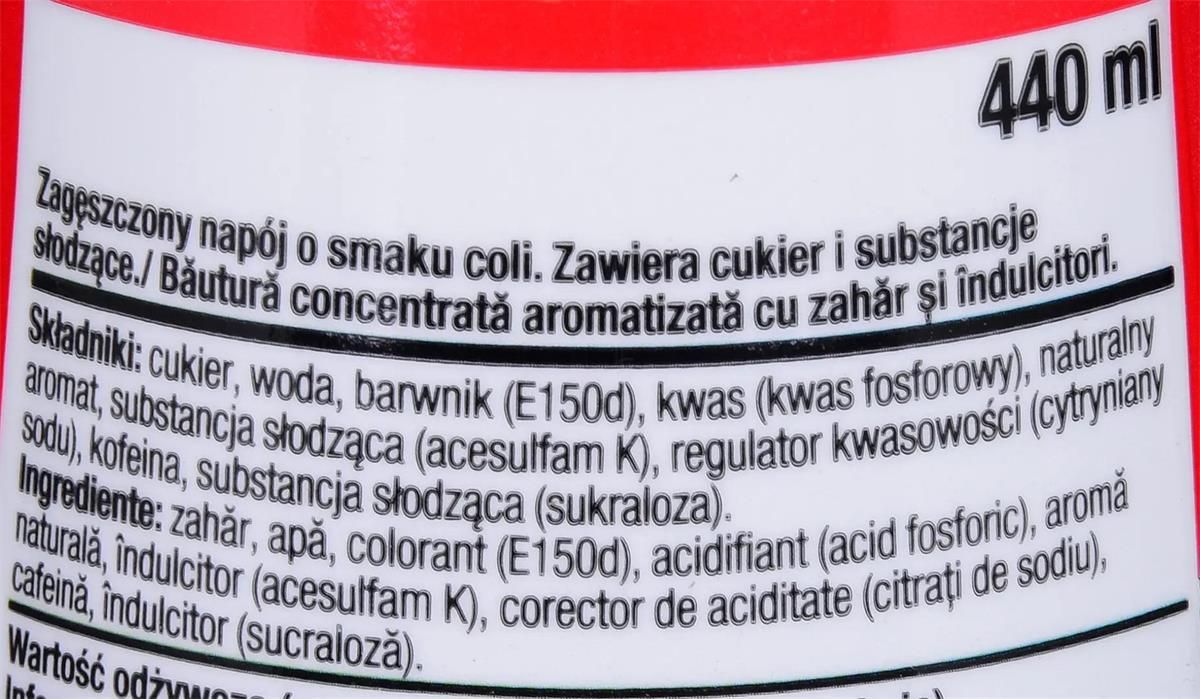 440 ml
Zagęszczony napój o smaku coli. Zawiera cukier i substancje
słodzące./ Băutură concentrată aromatizată cu zahăr și îndulcitori.
Składniki: cukier, woda, barwnik (E150d), kwas (kwas fosforowy), naturalny
aromat, substancja słodząca (acesulfam K), regulator kwasowości (cytryniany
sodu), kofeina, substancja słodząca (sukraloza).
Ingrediente: zahăr, apă, colorant (E150d), acidifiant (acid fosforic), aromă
naturală, îndulcitor (acesulfam K), corector de aciditate (citrați de sodiu),
cafeină, îndulcitor (sucraloză).
Wartość